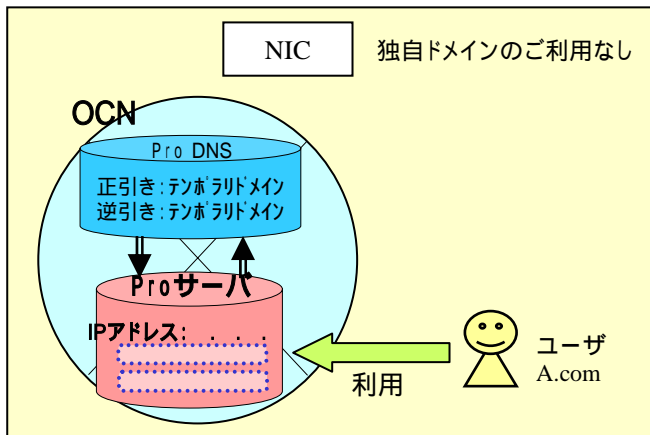 NIC
独自ドメインのご利用なし
OCN
Pro DNS
正引き:テンポラリドメイン
逆引き:テンポラリドメイン
Proサーバ
IPアドレス: . . .
利用
ユーザ
A.com